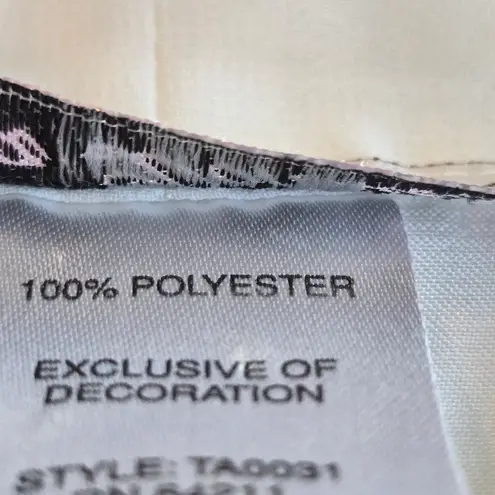 100% POLYESTER
EXCLUSIVE OF
DECORATION
STYLE: TA0031